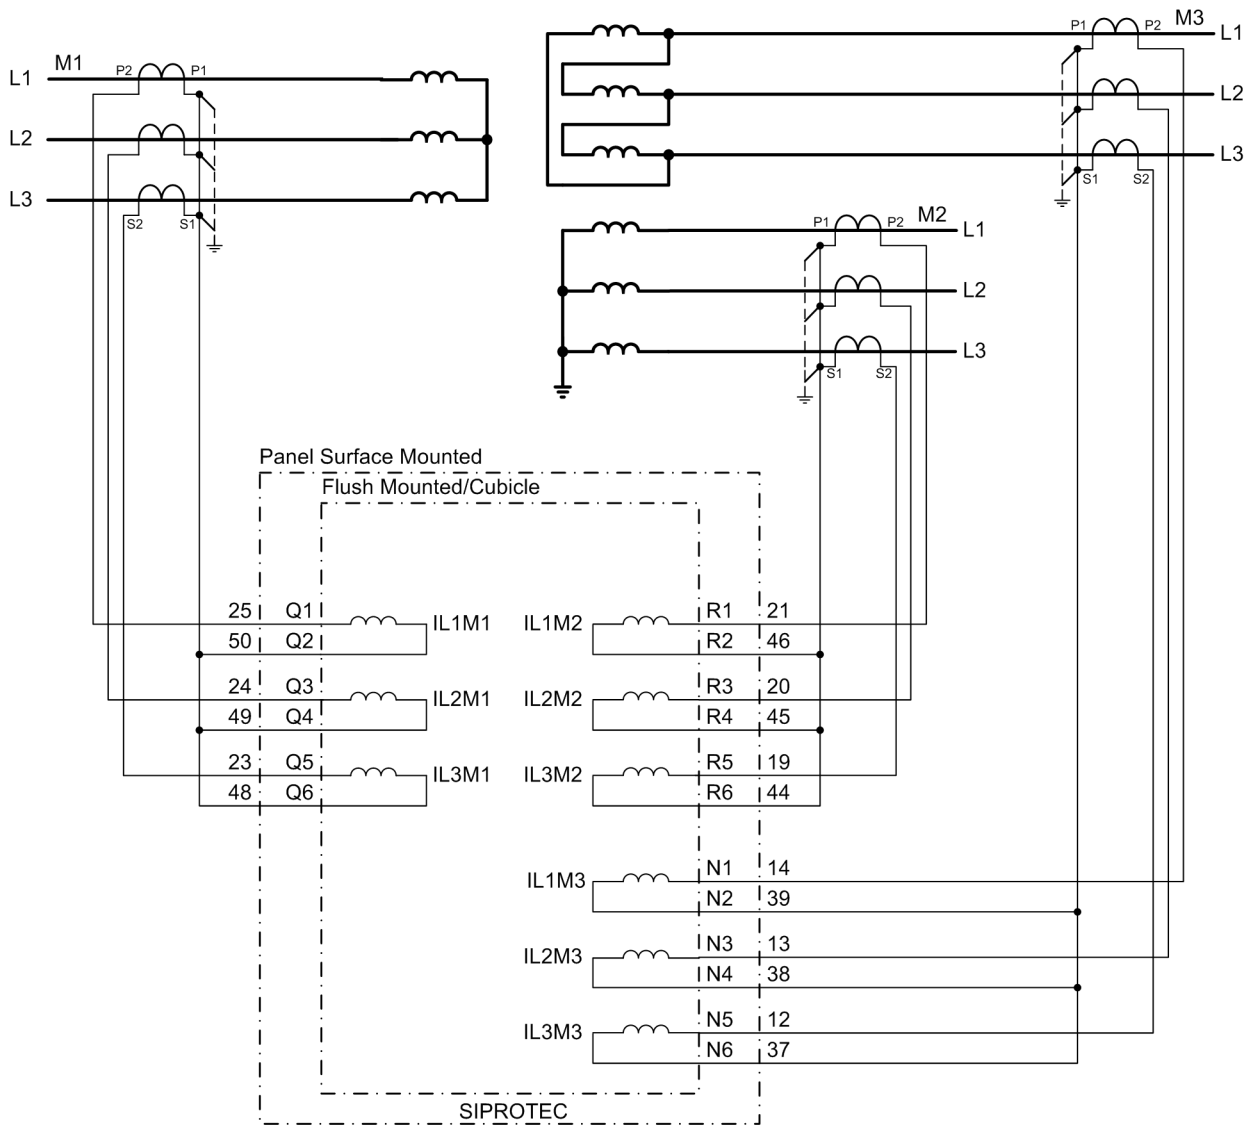 P1 P2 M3
L1
M1
L1 P2 P1
L2
L2
L3
L3
S1 S2
S2 S1
P1 P2 M2
L1
L2
L3
S1 S2
Panel Surface Mounted
Flush Mounted/Cubicle
25 Q1 IL1M1 IL1M2 R1 21
50 Q2 R2 46
24 Q3 IL2M1 IL2M2 R3 20
49 Q4 R4 45
23 Q5 IL3M1 IL3M2 R5 19
48 Q6 R6 44
IL1M3 N1 14
N2 39
IL2M3 N3 13
N4 38
IL3M3 N5 12
N6 37
SIPROTEC